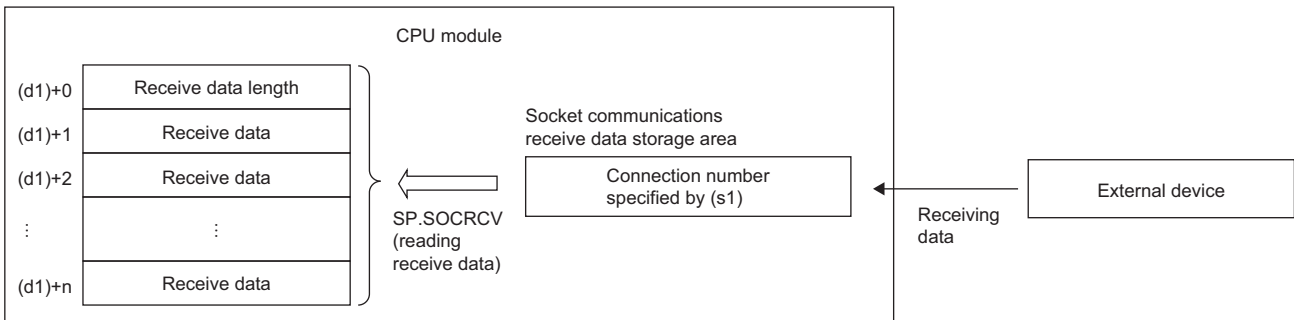 CPU module
(d1)+0
Receive data length
(d1)+1
Receive data
(d1)+2
Receive data
⋮
⋮
(d1)+n
Receive data
SP.SOCRCV
(reading
receive data)
Socket communications
receive data storage area
Connection number
specified by (s1)
Receiving
data
External device